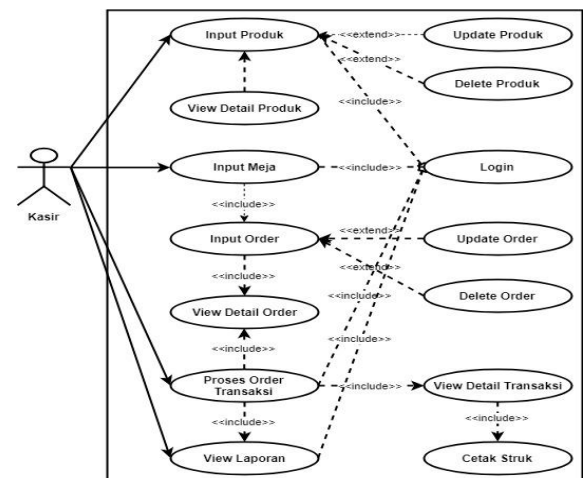 Input Produk
<<extend>>
Update Produk
<<extend>>
Delete Produk
<<include>>
View Detail Produk
Kasir
Input Meja
<<include>>
Login
<<include>>
Input Order
<<extend>>
Update Order
<<include>>
<<extend>>
Delete Order
<<include>>
View Detail Order
<<include>>
Proses Order
Transaksi
<<include>>
View Detail Transaksi
<<include>>
<<include>>
View Laporan
Cetak Struk